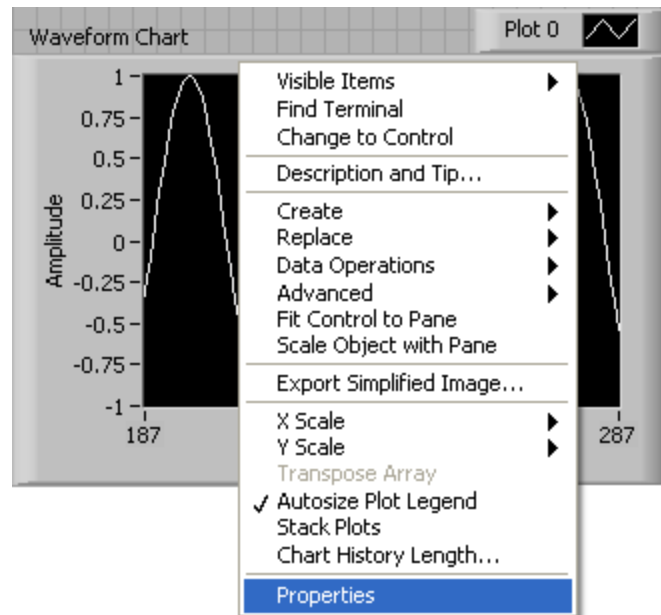 Waveform Chart
Plot 0
Amplitude
1
0.75
0.5
0.25
0
-0.25
-0.5
-0.75
-1
187
287
Visible Items
Find Terminal
Change to Control
Description and Tip...
Create
Replace
Data Operations
Advanced
Fit Control to Pane
Scale Object with Pane
Export Simplified Image...
X Scale
Y Scale
Transpose Array
Autosize Plot Legend
Stack Plots
Chart History Length...
Properties